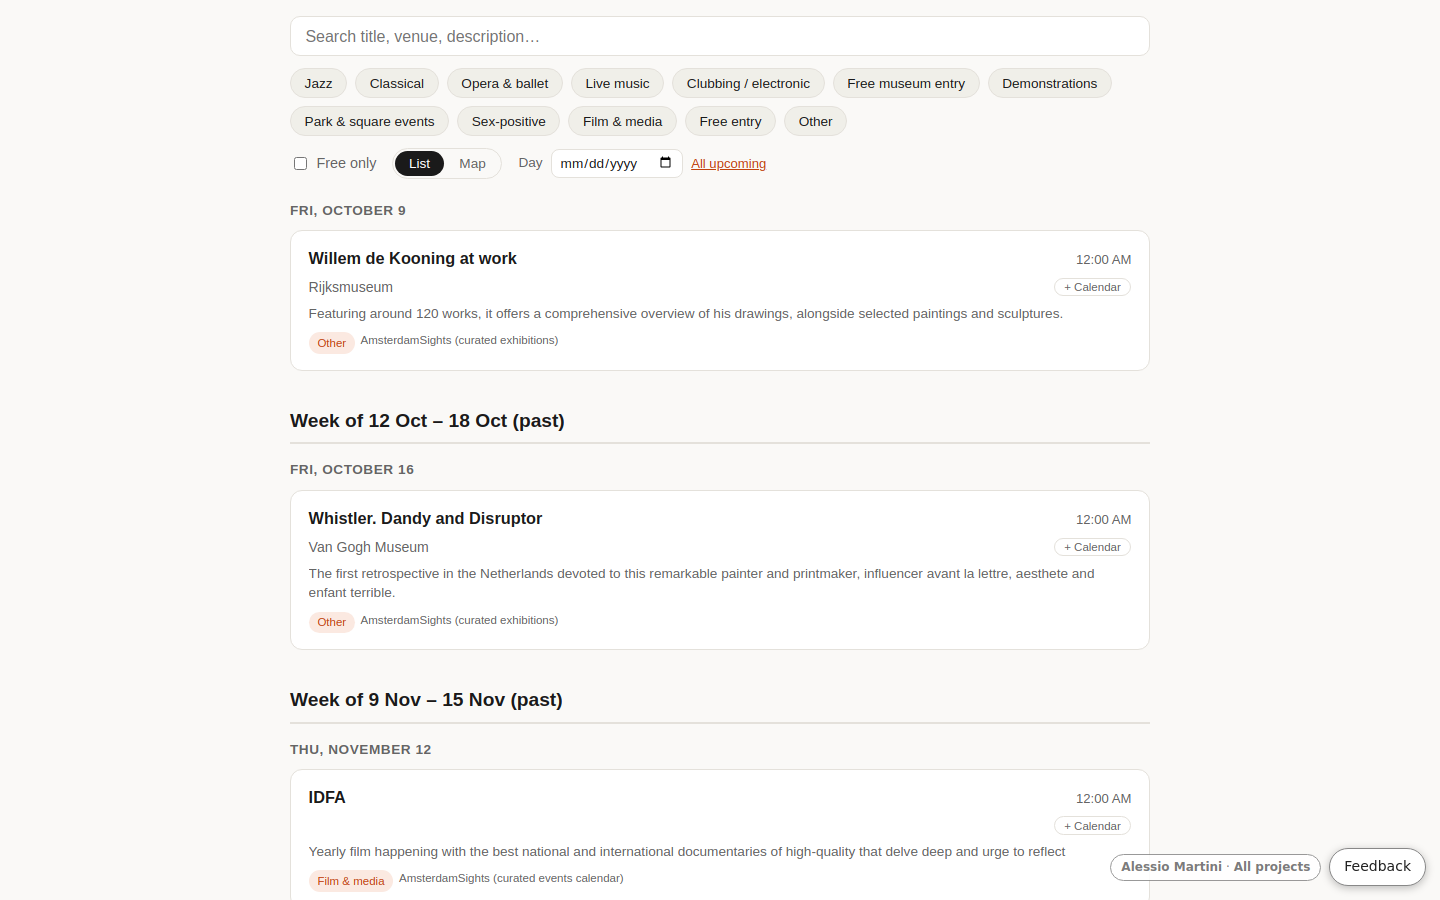 Search title, venue, description…
Jazz Classical Opera & ballet Live music Clubbing / electronic Free museum entry Demonstrations
Park & square events Sex-positive Film & media Free entry Other
Free only List Map Day mm/dd/yyyy All upcoming
FRI, OCTOBER 9
Willem de Kooning at work 12:00 AM
Rijksmuseum + Calendar
Featuring around 120 works, it offers a comprehensive overview of his drawings, alongside selected paintings and sculptures.
Other AmsterdamSights (curated exhibitions)
Week of 12 Oct – 18 Oct (past)
FRI, OCTOBER 16
Whistler. Dandy and Disruptor 12:00 AM
Van Gogh Museum + Calendar
The first retrospective in the Netherlands devoted to this remarkable painter and printmaker, influencer avant la lettre, aesthete and
enfant terrible.
Other AmsterdamSights (curated exhibitions)
Week of 9 Nov – 15 Nov (past)
THU, NOVEMBER 12
IDFA 12:00 AM
+ Calendar
Yearly film happening with the best national and international documentaries of high-quality that delve deep and urge to reflect
Film & media AmsterdamSights (curated events calendar)
Alessio Martini · All projects Feedback